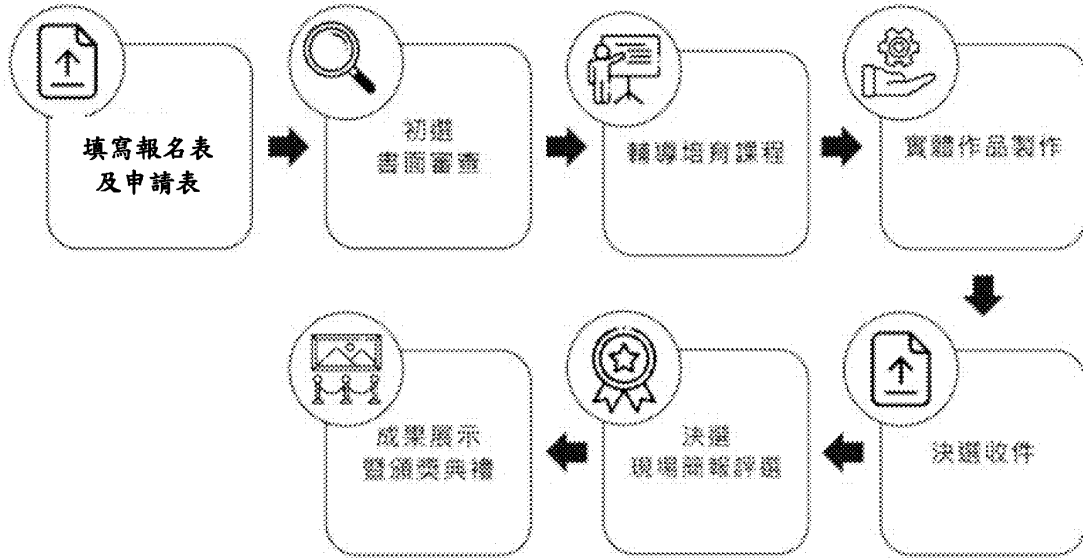 填寫報名表
及申請表
初選
書面審查
輔導培育課程
實體作品製作
決選收件
決選
現場簡報評選
成果展示
暨頒獎典禮